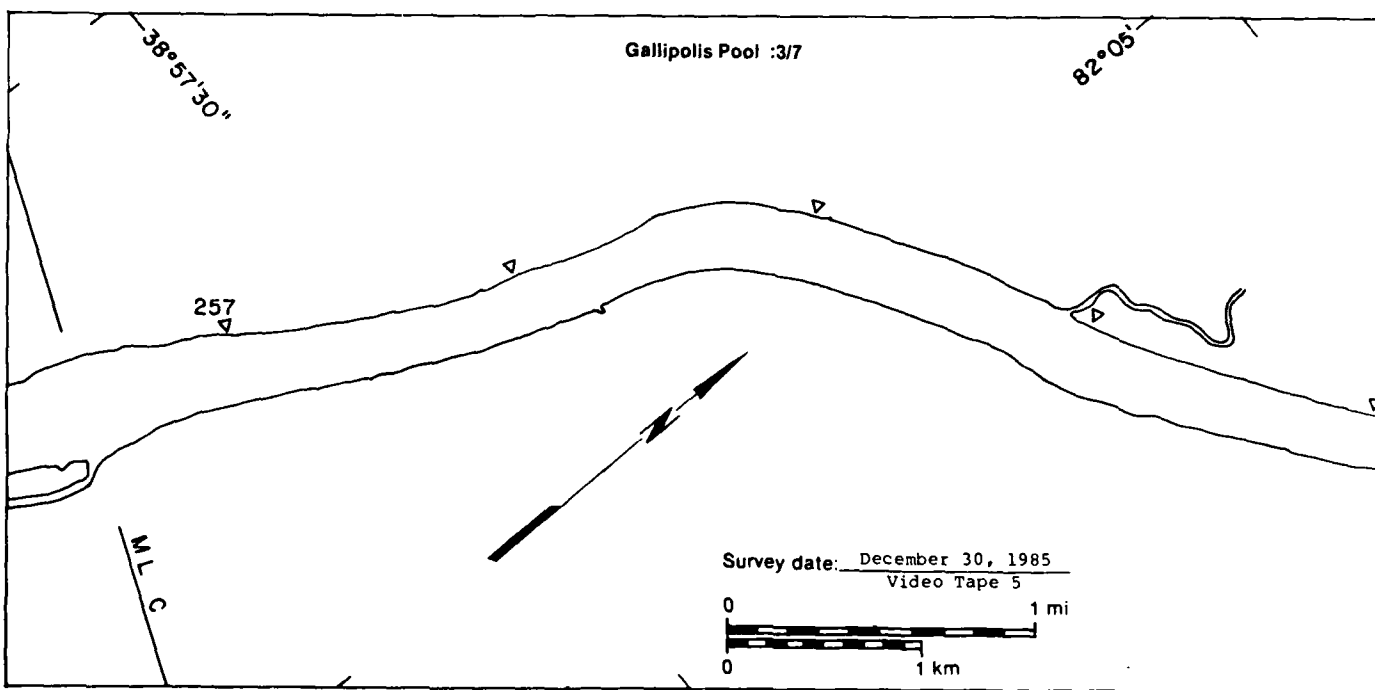 Gallipolis Pool :3/7
38°57'30"
82°05'
257
N
M L C
Survey date: December 30, 1985
Video Tape 5
0 1 mi
0 1 km